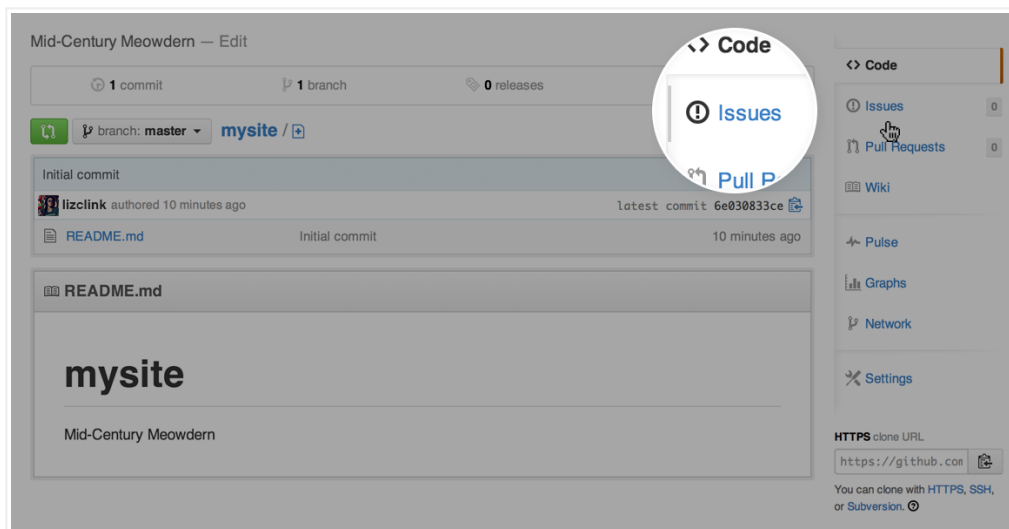 Mid-Century Meowdern — Edit
1 commit
1 branch
0 releases
branch: master
mysite /
Initial commit
lizclink authored 10 minutes ago
latest commit 6e030833ce
README.md
Initial commit
10 minutes ago
README.md
mysite
Mid-Century Meowdern
<> Code
Issues
Pull
<> Code
Issues 0
Pull Requests 0
Wiki
Pulse
Graphs
Network
Settings
HTTPS clone URL
https://github.com
You can clone with HTTPS, SSH,
or Subversion.